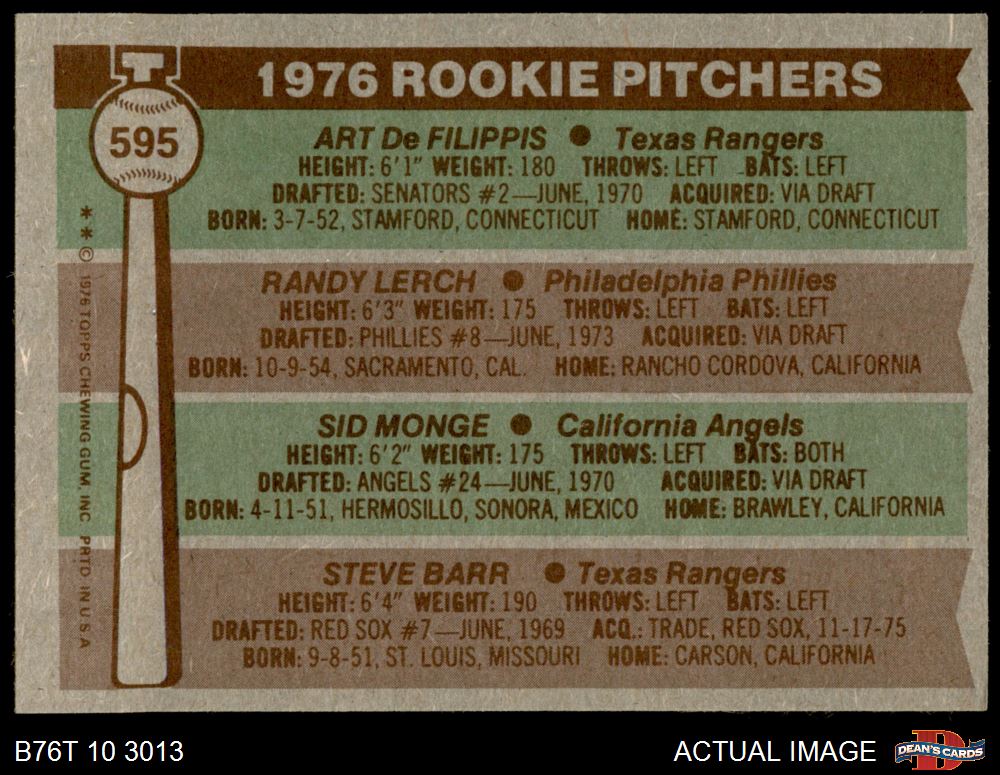 T
1976 ROOKIE PITCHERS
595
ART De FILIPPIS ● Texas Rangers
HEIGHT: 6'1" WEIGHT: 180 THROWS: LEFT BATS: LEFT
DRAFTED: SENATORS #2—JUNE, 1970 ACQUIRED: VIA DRAFT
BORN: 3-7-52, STAMFORD, CONNECTICUT HOME: STAMFORD, CONNECTICUT
RANDY LERCH ● Philadelphia Phillies
HEIGHT: 6'3" WEIGHT: 175 THROWS: LEFT BATS: LEFT
DRAFTED: PHILLIES #8—JUNE, 1973 ACQUIRED: VIA DRAFT
BORN: 10-9-54, SACRAMENTO, CAL. HOME: RANCHO CORDOVA, CALIFORNIA
SID MONGE ● California Angels
HEIGHT: 6'2" WEIGHT: 175 THROWS: LEFT BATS: BOTH
DRAFTED: ANGELS #24—JUNE, 1970 ACQUIRED: VIA DRAFT
BORN: 4-11-51, HERMOSILLO, SONORA, MEXICO HOME: BRAWLEY, CALIFORNIA
STEVE BARR ● Texas Rangers
HEIGHT: 6'4" WEIGHT: 190 THROWS: LEFT BATS: LEFT
DRAFTED: RED SOX #7—JUNE, 1969 ACQ.: TRADE, RED SOX, 11-17-75
BORN: 9-8-51, ST. LOUIS, MISSOURI HOME: CARSON, CALIFORNIA
** © 1976 TOPPS CHEWING GUM, INC. PRTD. IN U.S.A.
B76T 10 3013
ACTUAL IMAGE
B
DEAN'S CARDS